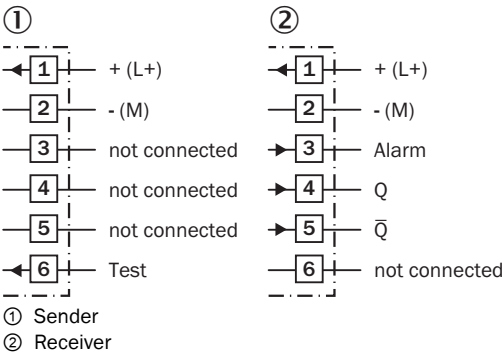 ① ②
1 + (L+) 1 + (L+)
2 - (M) 2 - (M)
3 not connected 3 Alarm
4 not connected 4 Q
5 not connected 5 Q̅
6 Test 6 not connected
① Sender
② Receiver